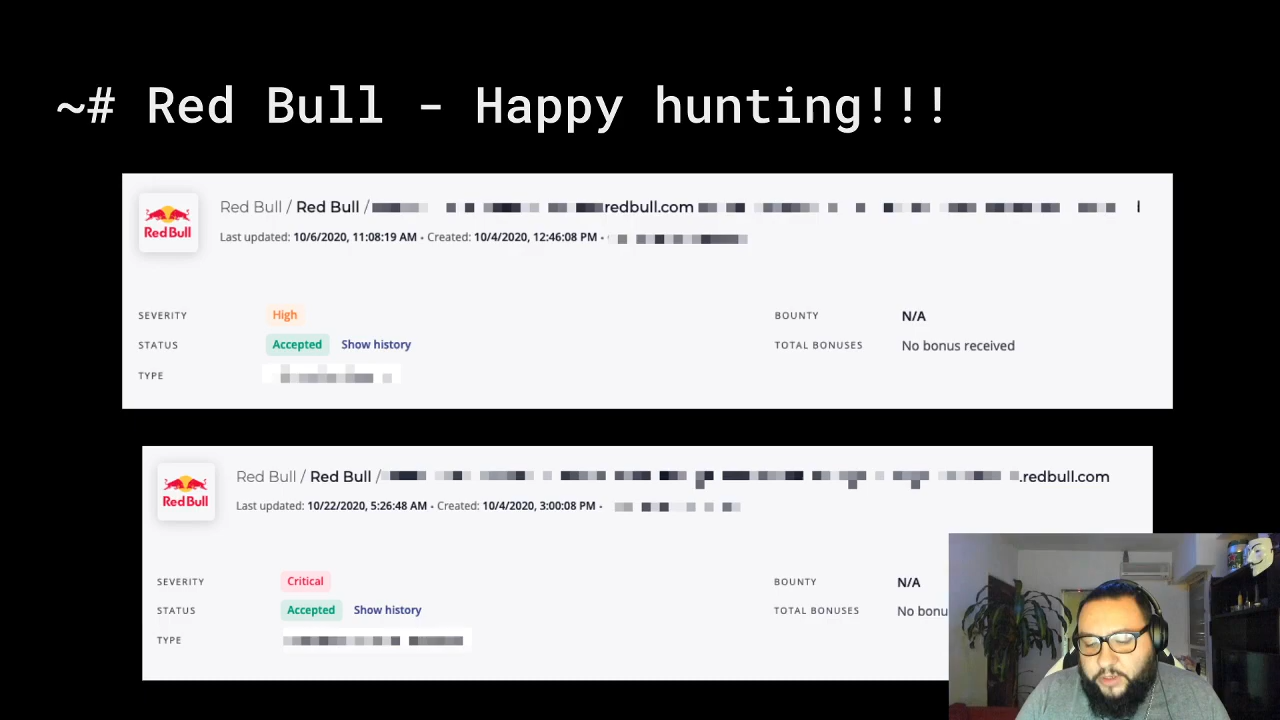 ~# Red Bull - Happy hunting!!!
Red Bull
Red Bull / Red Bull / redbull.com
Last updated: 10/6/2020, 11:08:19 AM • Created: 10/4/2020, 12:46:08 PM •
SEVERITY High BOUNTY N/A
STATUS Accepted Show history TOTAL BONUSES No bonus received
TYPE
Red Bull
Red Bull / Red Bull / .redbull.com
Last updated: 10/22/2020, 5:26:48 AM • Created: 10/4/2020, 3:00:08 PM •
SEVERITY Critical BOUNTY N/A
STATUS Accepted Show history TOTAL BONUSES No bonu
TYPE